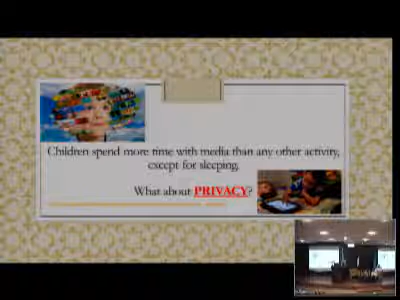 Children spend more time with media than any other activity,
except for sleeping.
What about PRIVACY?